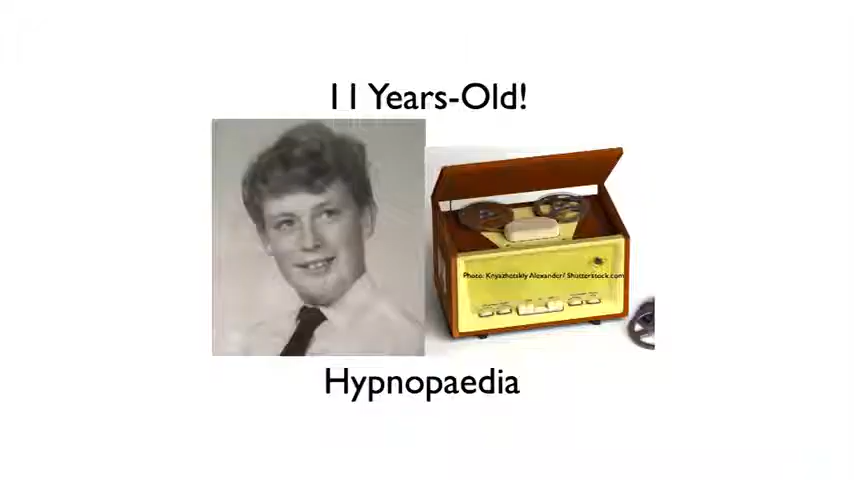 11 Years-Old!
Photo: Knyazhetskiy Alexander/ Shutterstock.com
Hypnopaedia